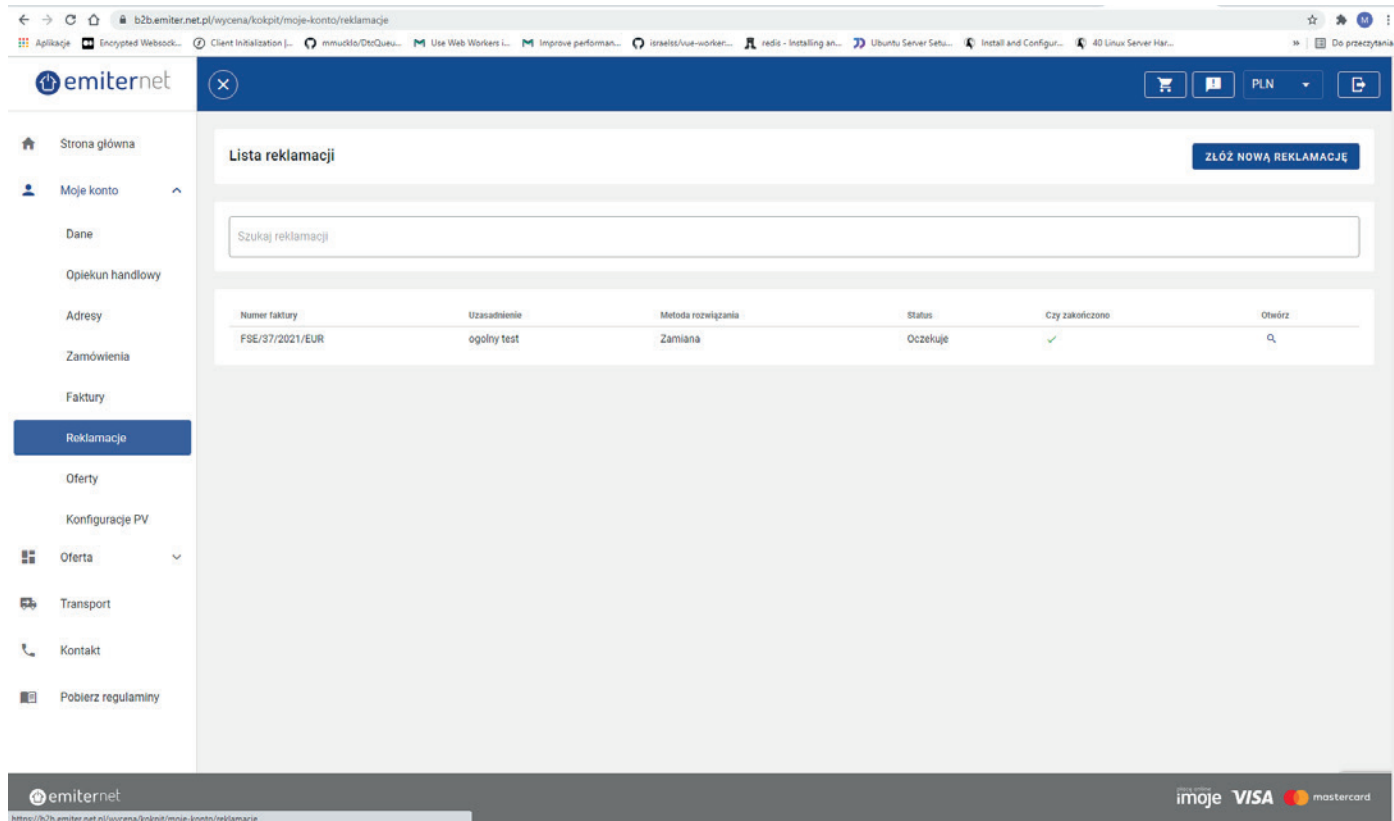 b2b.emiter.net.pl/wycena/kokpit/moje-konto/reklamacje
Aplikacje Encrypted Websock... Client Initialization |... mmucklo/DtcQueu... Use Web Workers i... Improve performan... israelss/vue-worker... redis - Installing an... Ubuntu Server Setu... Install and Configur... 40 Linux Server Har... » Do przeczytania
emiternet
PLN
Strona główna
Moje konto
Dane
Opiekun handlowy
Adresy
Zamówienia
Faktury
Reklamacje
Oferty
Konfiguracje PV
Oferta
Transport
Kontakt
Pobierz regulaminy
Lista reklamacji
ZŁÓŻ NOWĄ REKLAMACJĘ
Szukaj reklamacji
Numer faktury Uzasadnienie Metoda rozwiązania Status Czy zakończono Otwórz
FSE/37/2021/EUR ogolny test Zamiana Oczekuje
emiternet
imoje VISA mastercard
https://b2b.emiter.net.pl/wycena/kokpit/moje-konto/reklamacje